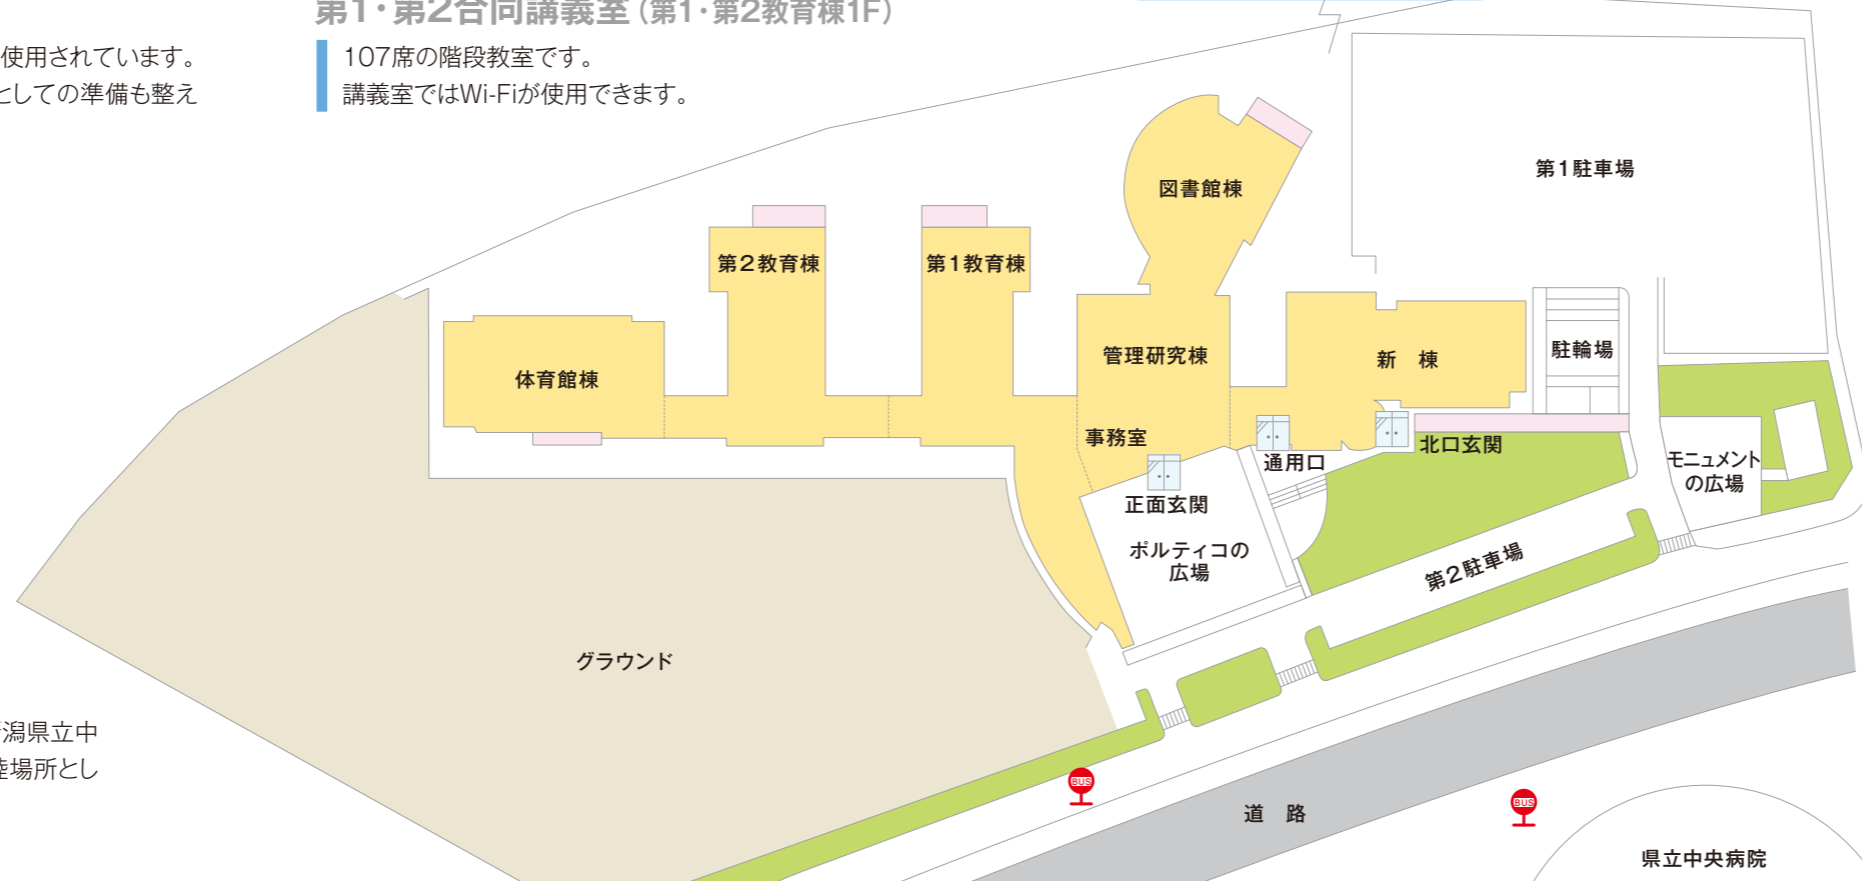 第1・第2合同講義室（第1・第2教育棟1F）
使用されています。
としての準備も整え
107席の階段教室です。
講義室ではWi-Fiが使用できます。
第1駐車場
図書館棟
第2教育棟
第1教育棟
管理研究棟
新　棟
駐輪場
体育館棟
事務室
通用口
北口玄関
モニュメント
の広場
正面玄関
ポルティコの
広場
第2駐車場
グラウンド
潟県立中
場所とし
BUS
BUS
道　路
県立中央病院